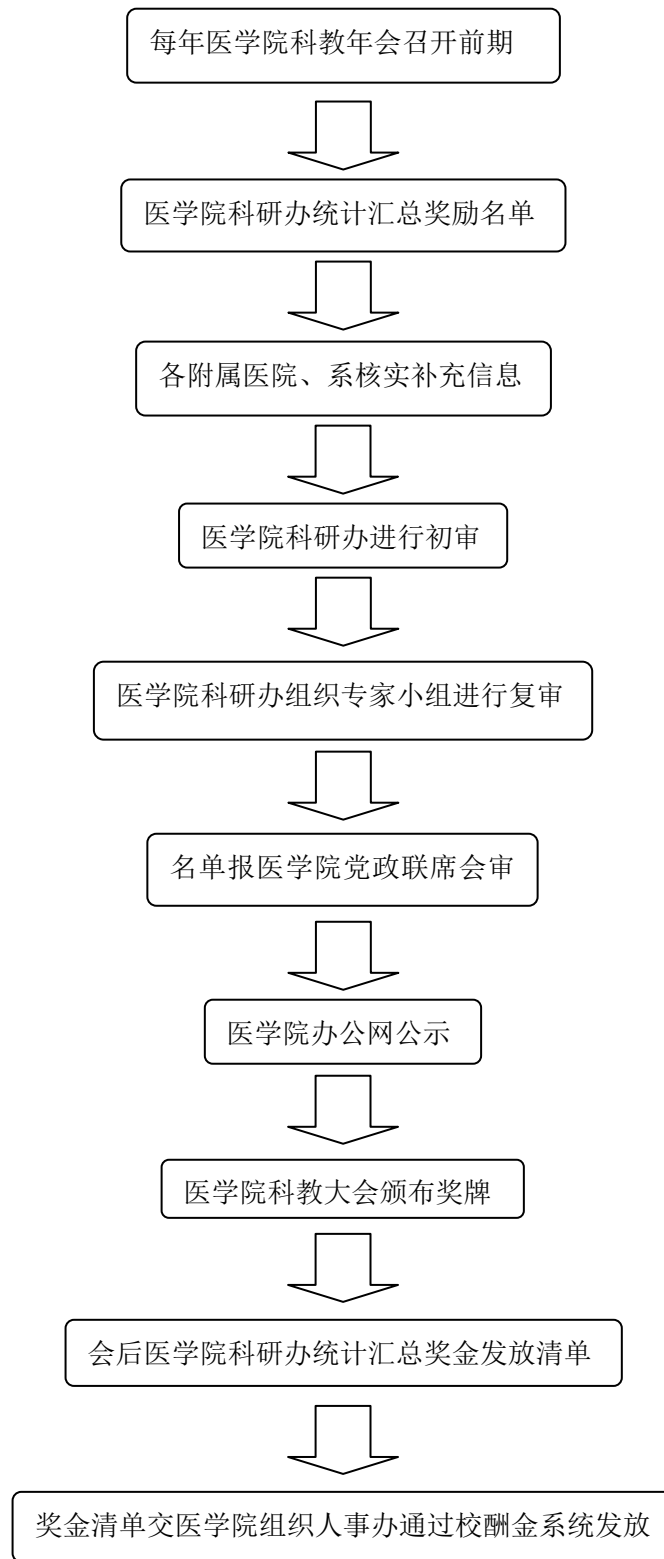 每年医学院科教年会召开前期
医学院科研办统计汇总奖励名单
各附属医院、系核实补充信息
医学院科研办进行初审
医学院科研办组织专家小组进行复审
名单报医学院党政联席会审
医学院办公网公示
医学院科教大会颁布奖牌
会后医学院科研办统计汇总奖金发放清单
奖金清单交医学院组织人事办通过校酬金系统发放